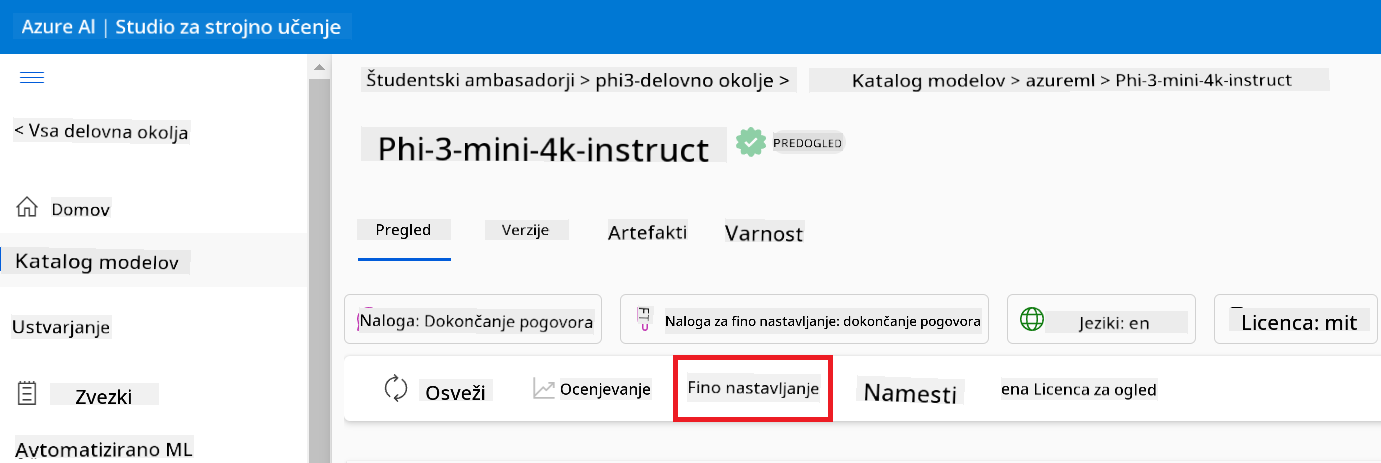 Azure AI | Studio za strojno učenje
Študentski ambasadorji > phi3-delovno okolje > Katalog modelov > azureml > Phi-3-mini-4k-instruct
< Vsa delovna okolja
Phi-3-mini-4k-instruct PREDOGLED
Domov
Pregled Verzije Artefakti Varnost
Katalog modelov
Ustvarjanje
Naloga: Dokončanje pogovora Naloga za fino nastavljanje: dokončanje pogovora Jeziki: en Licenca: mit
Zvezki
Osveži Ocenjevanje Fino nastavljanje Namesti ena Licenca za ogled
Avtomatizirano ML